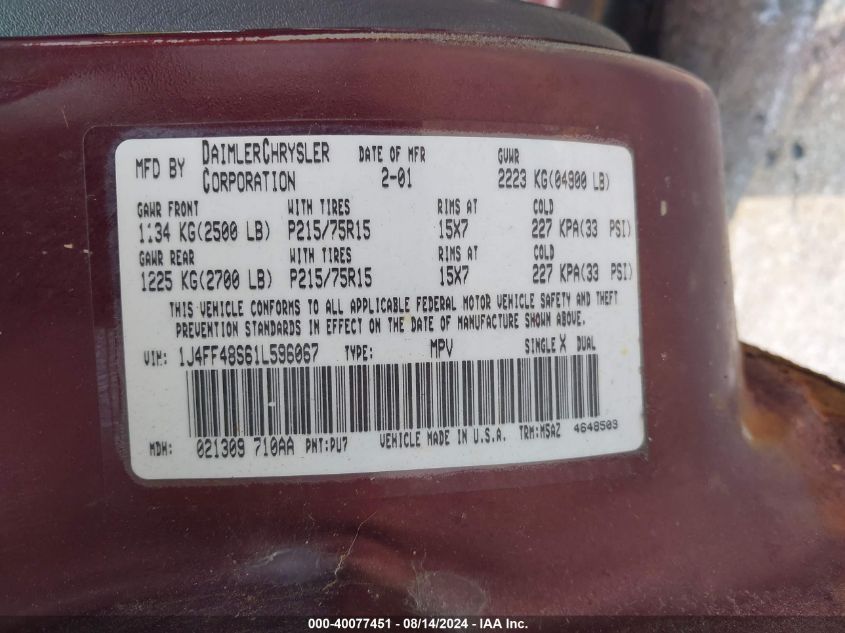 MFD BY DAIMLERCHRYSLER CORPORATION DATE OF MFR 2-01 GVWR 2223 KG(04900 LB)
GAWR FRONT WITH TIRES RIMS AT COLD
1134 KG(2500 LB) P215/75R15 15X7 227 KPA(33 PSI)
GAWR REAR WITH TIRES RIMS AT COLD
1225 KG(2700 LB) P215/75R15 15X7 227 KPA(33 PSI)
THIS VEHICLE CONFORMS TO ALL APPLICABLE FEDERAL MOTOR VEHICLE SAFETY AND THEFT
PREVENTION STANDARDS IN EFFECT ON THE DATE OF MANUFACTURE SHOWN ABOVE.
VIN: 1J4FF48S61L596067 TYPE: MPV SINGLE X DUAL
MDH: 021309 710AA PNT:PU7 VEHICLE MADE IN U.S.A. TRM:M5AZ 4648509
000-40077451 - 08/14/2024 - IAA, Inc.